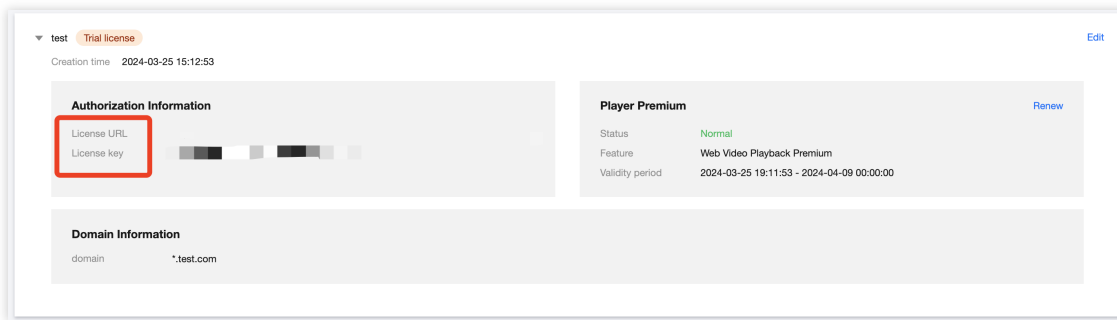 test Trial license Edit
Creation time 2024-03-25 15:12:53
Authorization Information
License URL
License key
Player Premium Renew
Status Normal
Feature Web Video Playback Premium
Validity period 2024-03-25 19:11:53 - 2024-04-09 00:00:00
Domain Information
domain *.test.com